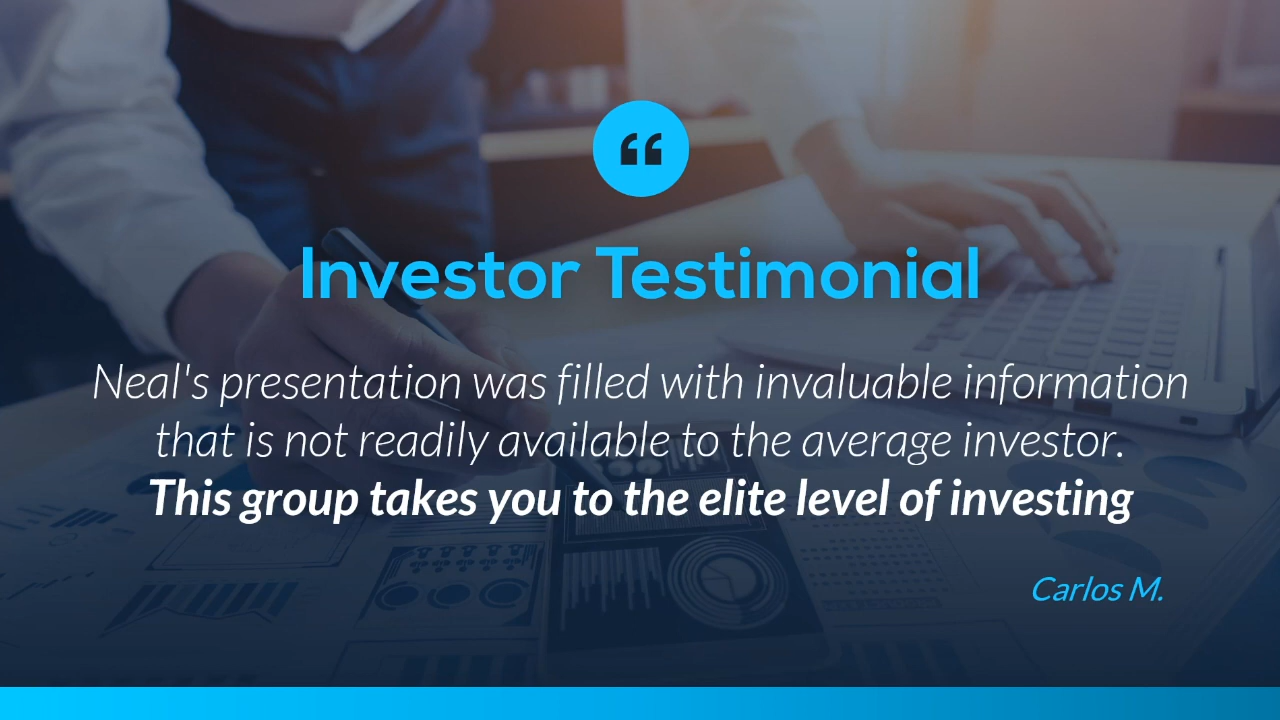 “
Investor Testimonial
Neal's presentation was filled with invaluable information
that is not readily available to the average investor.
This group takes you to the elite level of investing
Carlos M.